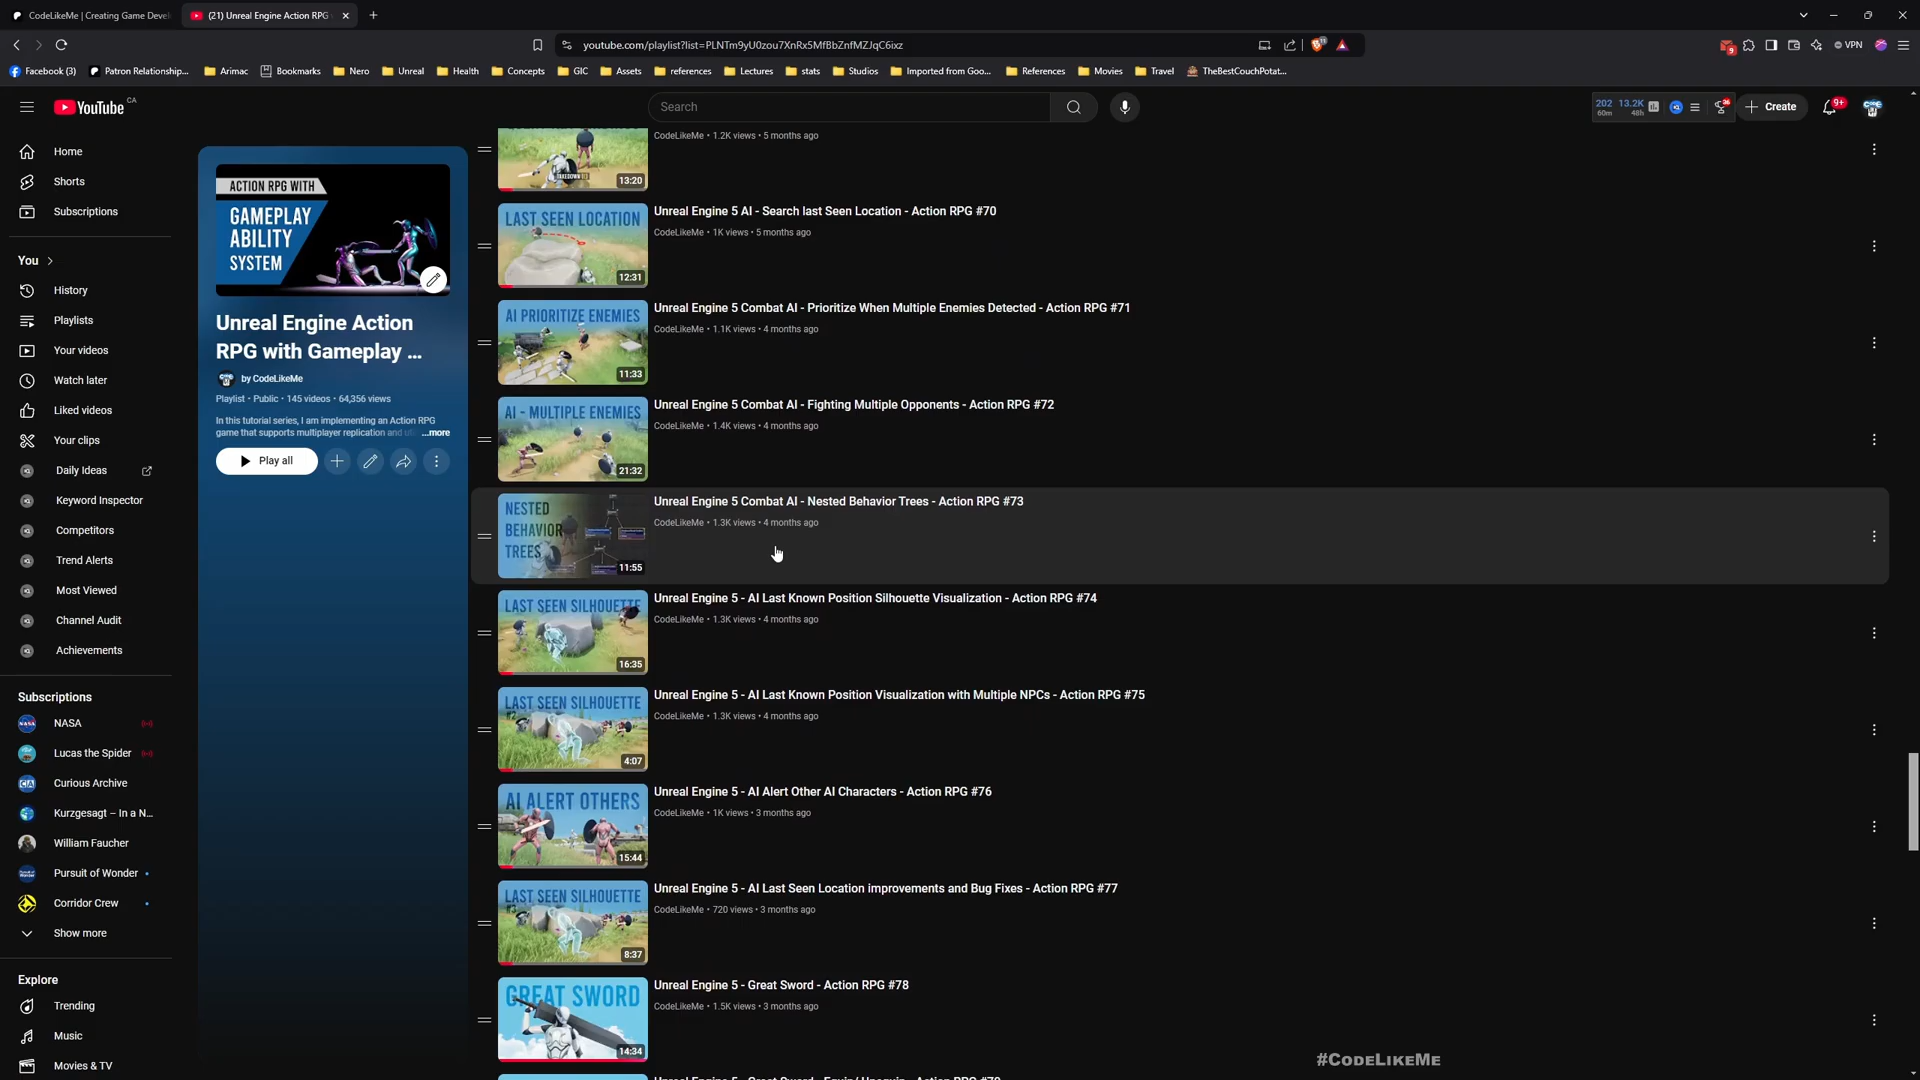 CodeLikeMe | Creating Game Devel
(21) Unreal Engine Action RPG
youtube.com/playlist?list=PLNTm9yU0zou7XnRx5MfBbZnfMZJqC6ixz
VPN
Facebook (3)
Patron Relationship...
Arimac
Bookmarks
Nero
Unreal
Health
Concepts
GIC
Assets
references
Lectures
stats
Studios
Imported from Goo...
References
Movies
Travel
TheBestCouchPotat...
YouTube CA
Search
202 60m
13.2K 48h
Create
9+
Home
Shorts
Subscriptions
You
History
Playlists
Your videos
Watch later
Liked videos
Your clips
Daily Ideas
Keyword Inspector
Competitors
Trend Alerts
Most Viewed
Channel Audit
Achievements
Subscriptions
NASA
Lucas the Spider
Curious Archive
Kurzgesagt – In a N...
William Faucher
Pursuit of Wonder
Corridor Crew
Show more
Explore
Trending
Music
Movies & TV
ACTION RPG WITH
GAMEPLAY
ABILITY
SYSTEM
Unreal Engine Action
RPG with Gameplay ...
by CodeLikeMe
Playlist • Public • 145 videos • 64,356 views
In this tutorial series, I am implementing an Action RPG
game that supports multiplayer replication and
...more
Play all
TAKEDOWN
13:20
CodeLikeMe • 1.2K views • 5 months ago
LAST SEEN LOCATION
12:31
Unreal Engine 5 AI - Search last Seen Location - Action RPG #70
CodeLikeMe • 1K views • 5 months ago
AI PRIORITIZE ENEMIES
11:33
Unreal Engine 5 Combat AI - Prioritize When Multiple Enemies Detected - Action RPG #71
CodeLikeMe • 1.1K views • 4 months ago
AI - MULTIPLE ENEMIES
21:32
Unreal Engine 5 Combat AI - Fighting Multiple Opponents - Action RPG #72
CodeLikeMe • 1.4K views • 4 months ago
NESTED
BEHAVIOR
TREES
11:55
Unreal Engine 5 Combat AI - Nested Behavior Trees - Action RPG #73
CodeLikeMe • 1.3K views • 4 months ago
LAST SEEN SILHOUETTE
16:35
Unreal Engine 5 - AI Last Known Position Silhouette Visualization - Action RPG #74
CodeLikeMe • 1.3K views • 4 months ago
LAST SEEN SILHOUETTE
4:07
Unreal Engine 5 - AI Last Known Position Visualization with Multiple NPCs - Action RPG #75
CodeLikeMe • 1.3K views • 4 months ago
AI ALERT OTHERS
15:44
Unreal Engine 5 - AI Alert Other AI Characters - Action RPG #76
CodeLikeMe • 1K views • 3 months ago
LAST SEEN SILHOUETTE
8:37
Unreal Engine 5 - AI Last Seen Location improvements and Bug Fixes - Action RPG #77
CodeLikeMe • 720 views • 3 months ago
GREAT SWORD
14:34
Unreal Engine 5 - Great Sword - Action RPG #78
CodeLikeMe • 1.5K views • 3 months ago
#CodeLikeMe